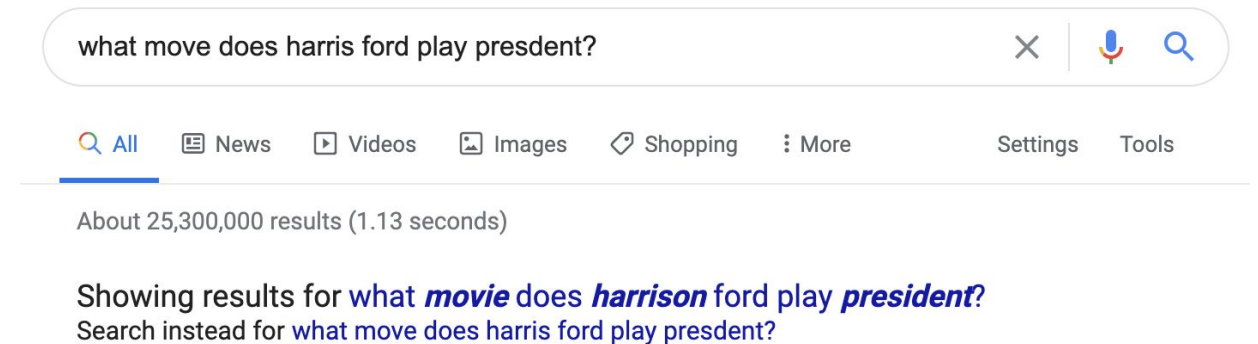 what move does harris ford play presdent?
All News Videos Images Shopping More Settings Tools
About 25,300,000 results (1.13 seconds)
Showing results for what movie does harrison ford play president?
Search instead for what move does harris ford play presdent?